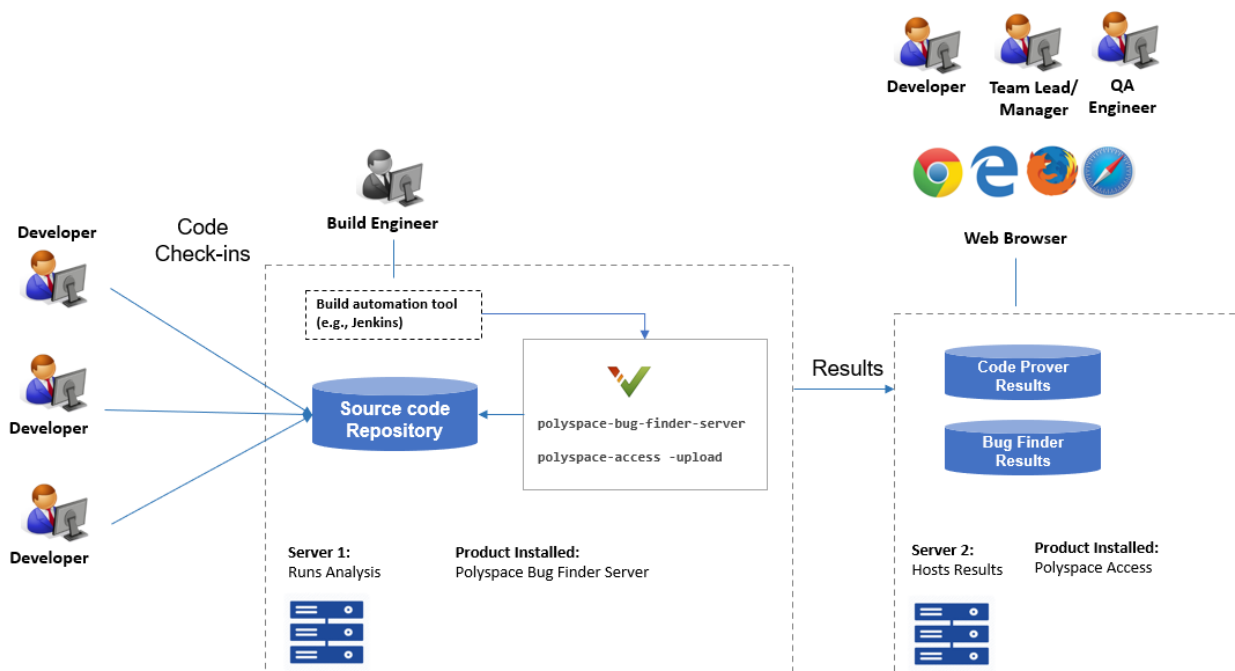 Developer
Team Lead/
Manager
QA
Engineer
Build Engineer
Code
Check-ins
Developer
Web Browser
Build automation tool
(e.g., Jenkins)
Source code
Repository
polyspace-bug-finder-server
polyspace-access -upload
Results
Code Prover
Results
Bug Finder
Results
Developer
Developer
Server 1:
Runs Analysis
Product Installed:
Polyspace Bug Finder Server
Server 2:
Hosts Results
Product Installed:
Polyspace Access